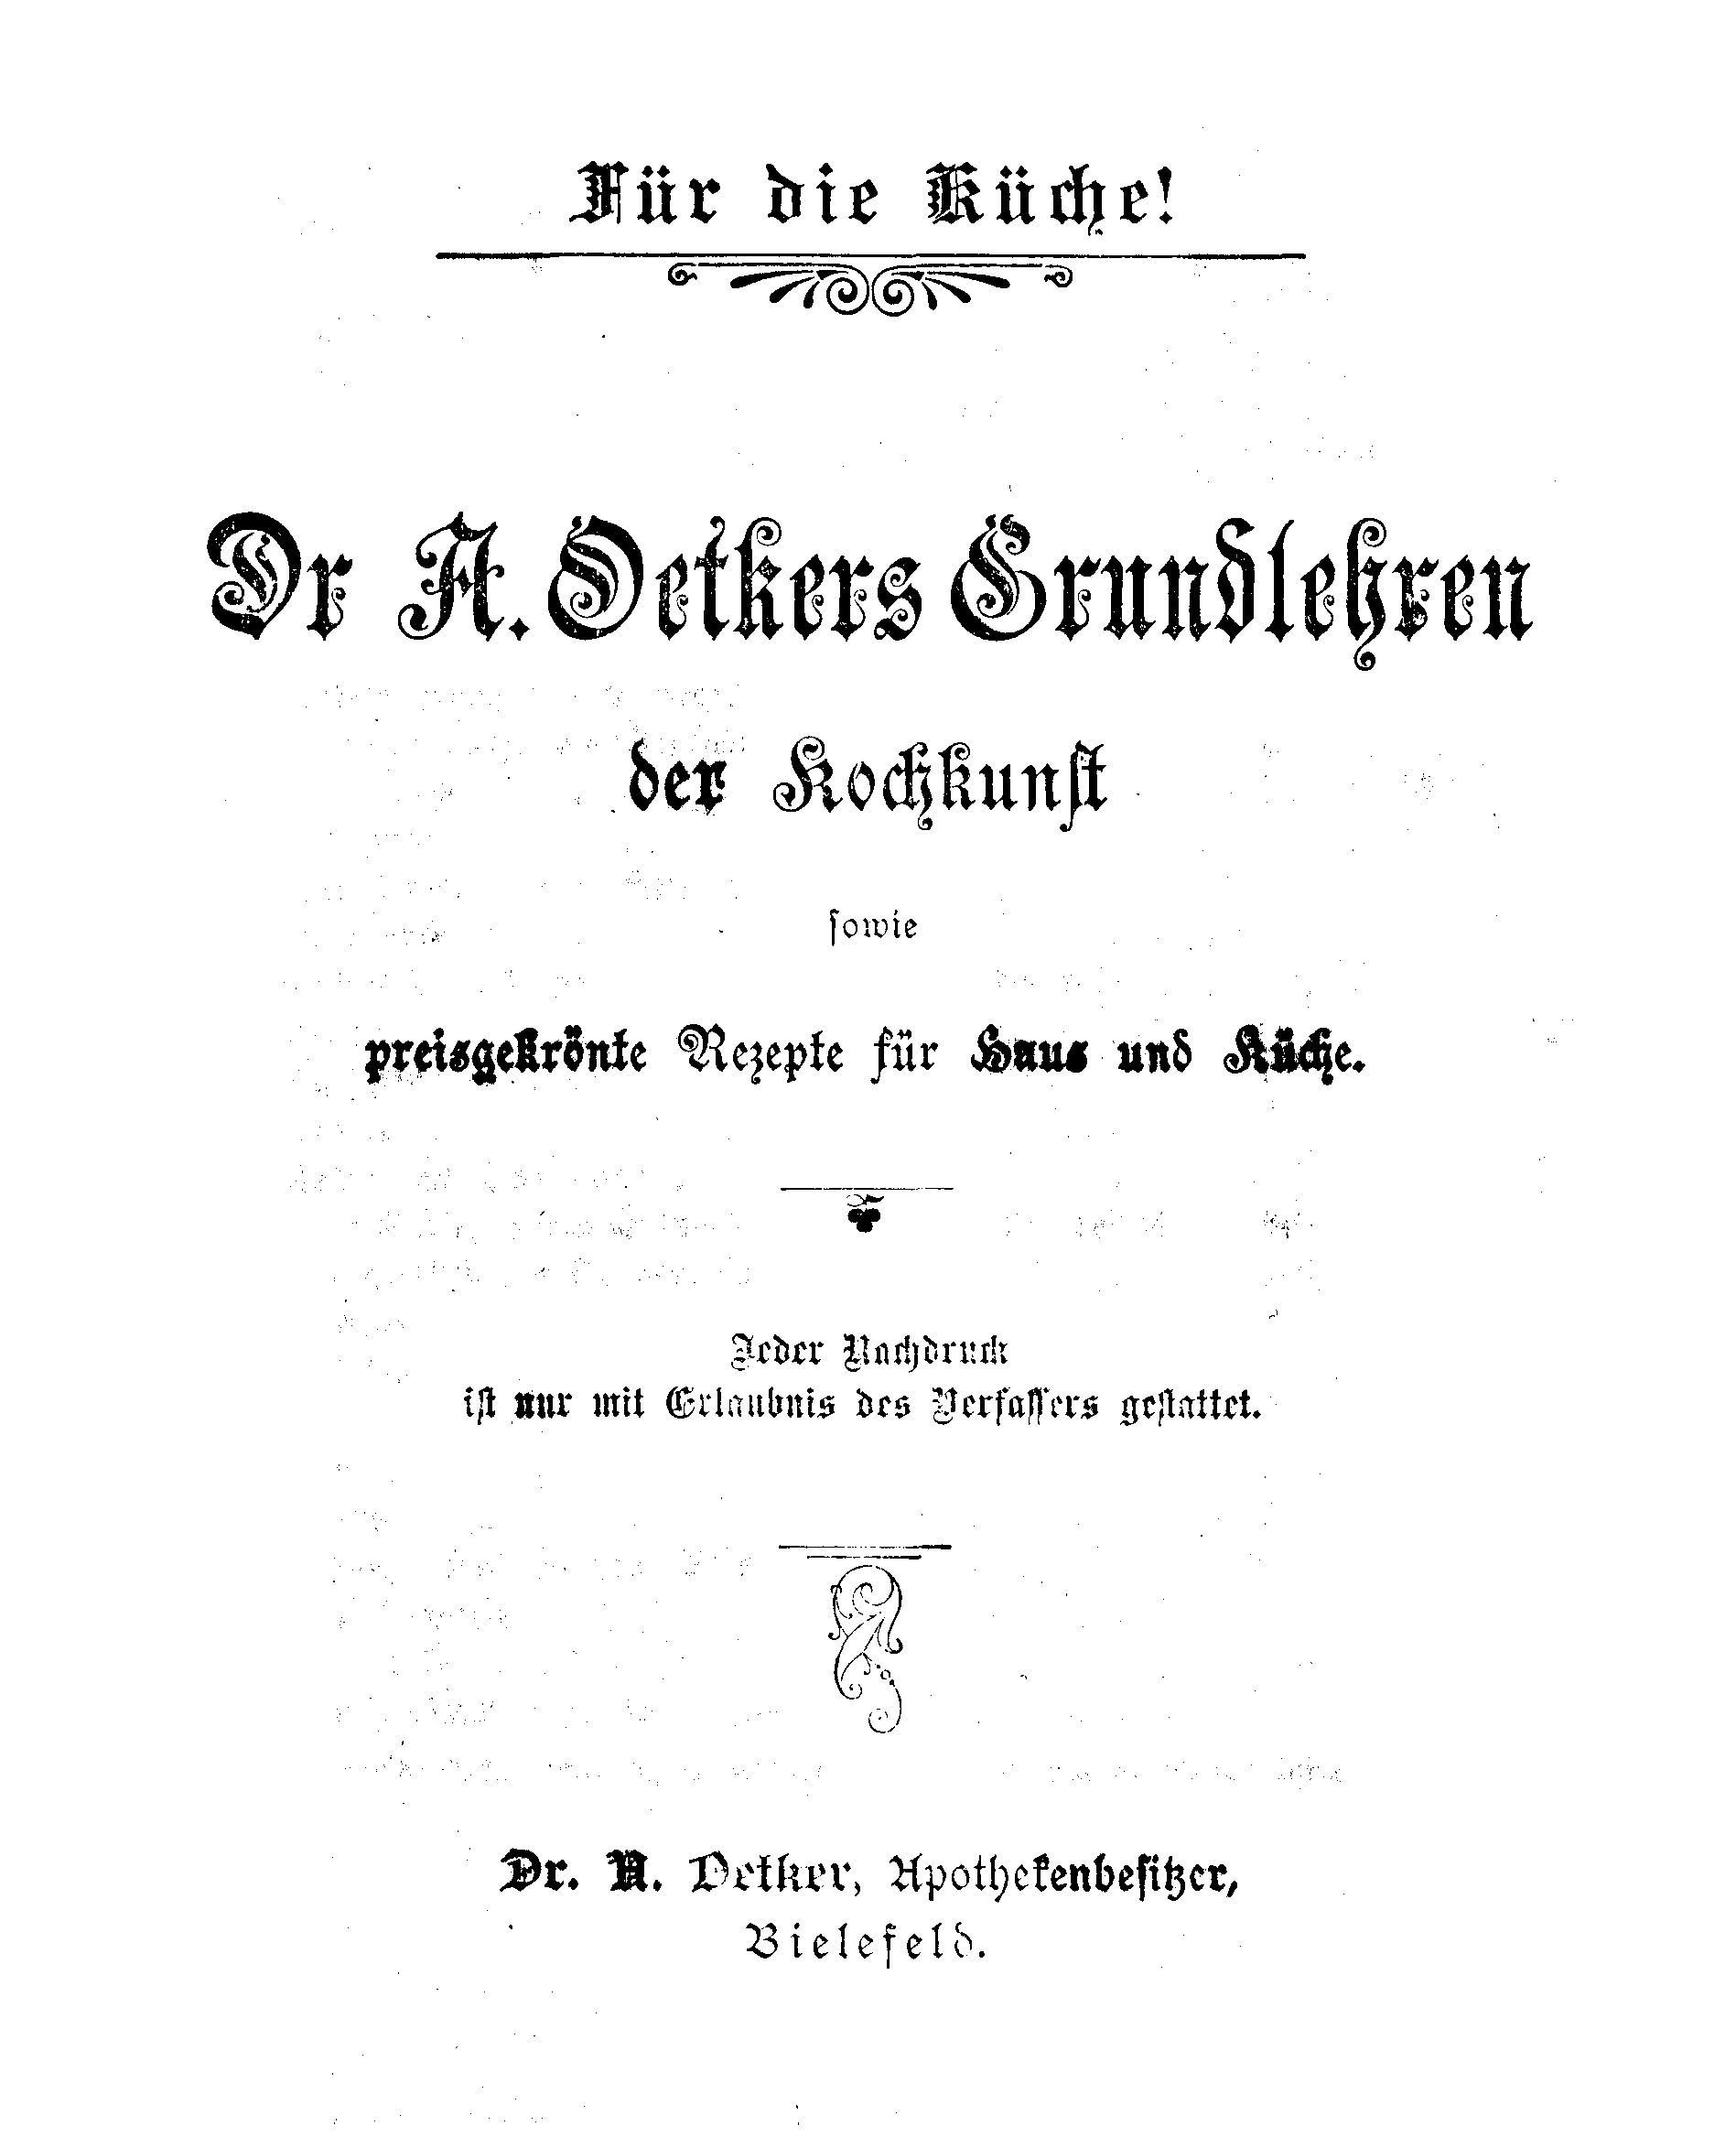 Für die Küche!
Dr A. Oetkers Grundlehren
der Kochkunst
sowie
preisgekrönte Rezepte für Haus und Küche.
Jeder Nachdruck
ist nur mit Erlaubnis des Verfassers gestattet.
Dr. A. Oetker, Apothekenbesitzer,
Bielefeld.